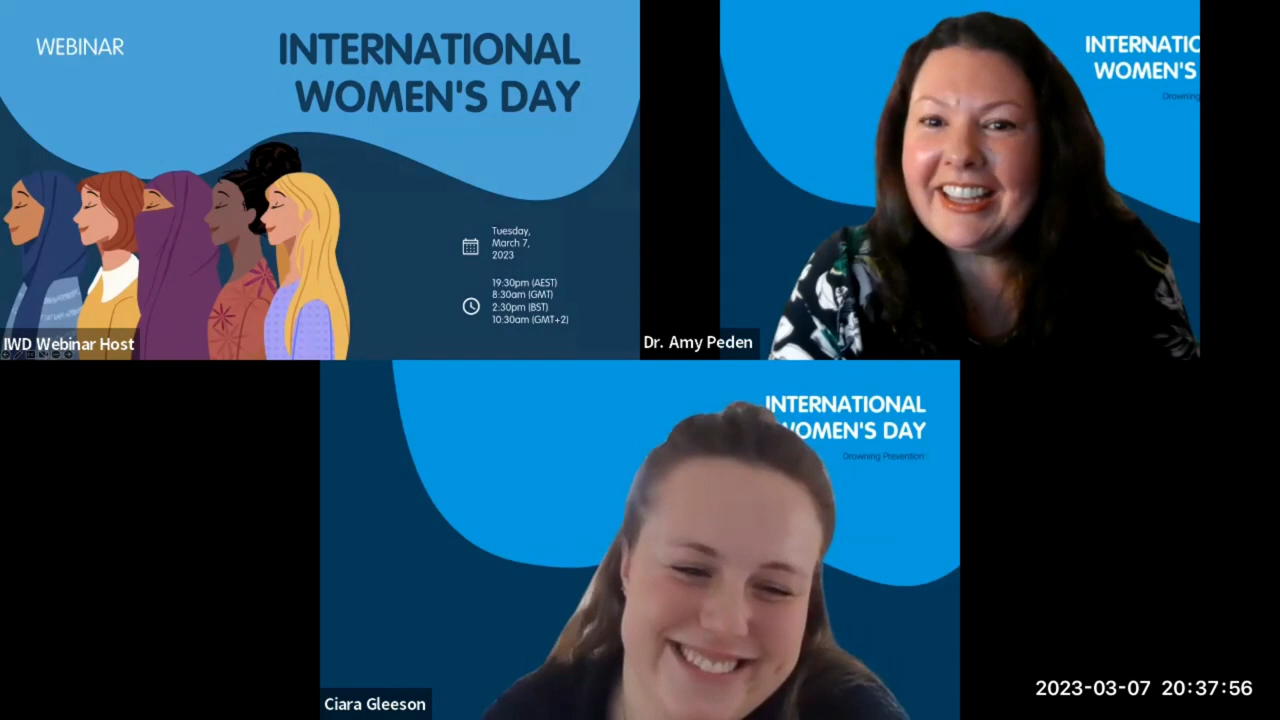 WEBINAR
INTERNATIONAL
WOMEN'S DAY
Tuesday,
March 7,
2023
19:30pm (AEST)
8:30am (GMT)
2:30pm (BST)
10:30am (GMT+2)
IWD Webinar Host
INTERNATIO
WOMEN'S
Drowning
Dr. Amy Peden
INTERNATIONAL
WOMEN'S DAY
Drowning Prevention
Ciara Gleeson
2023-03-07 20:37:56